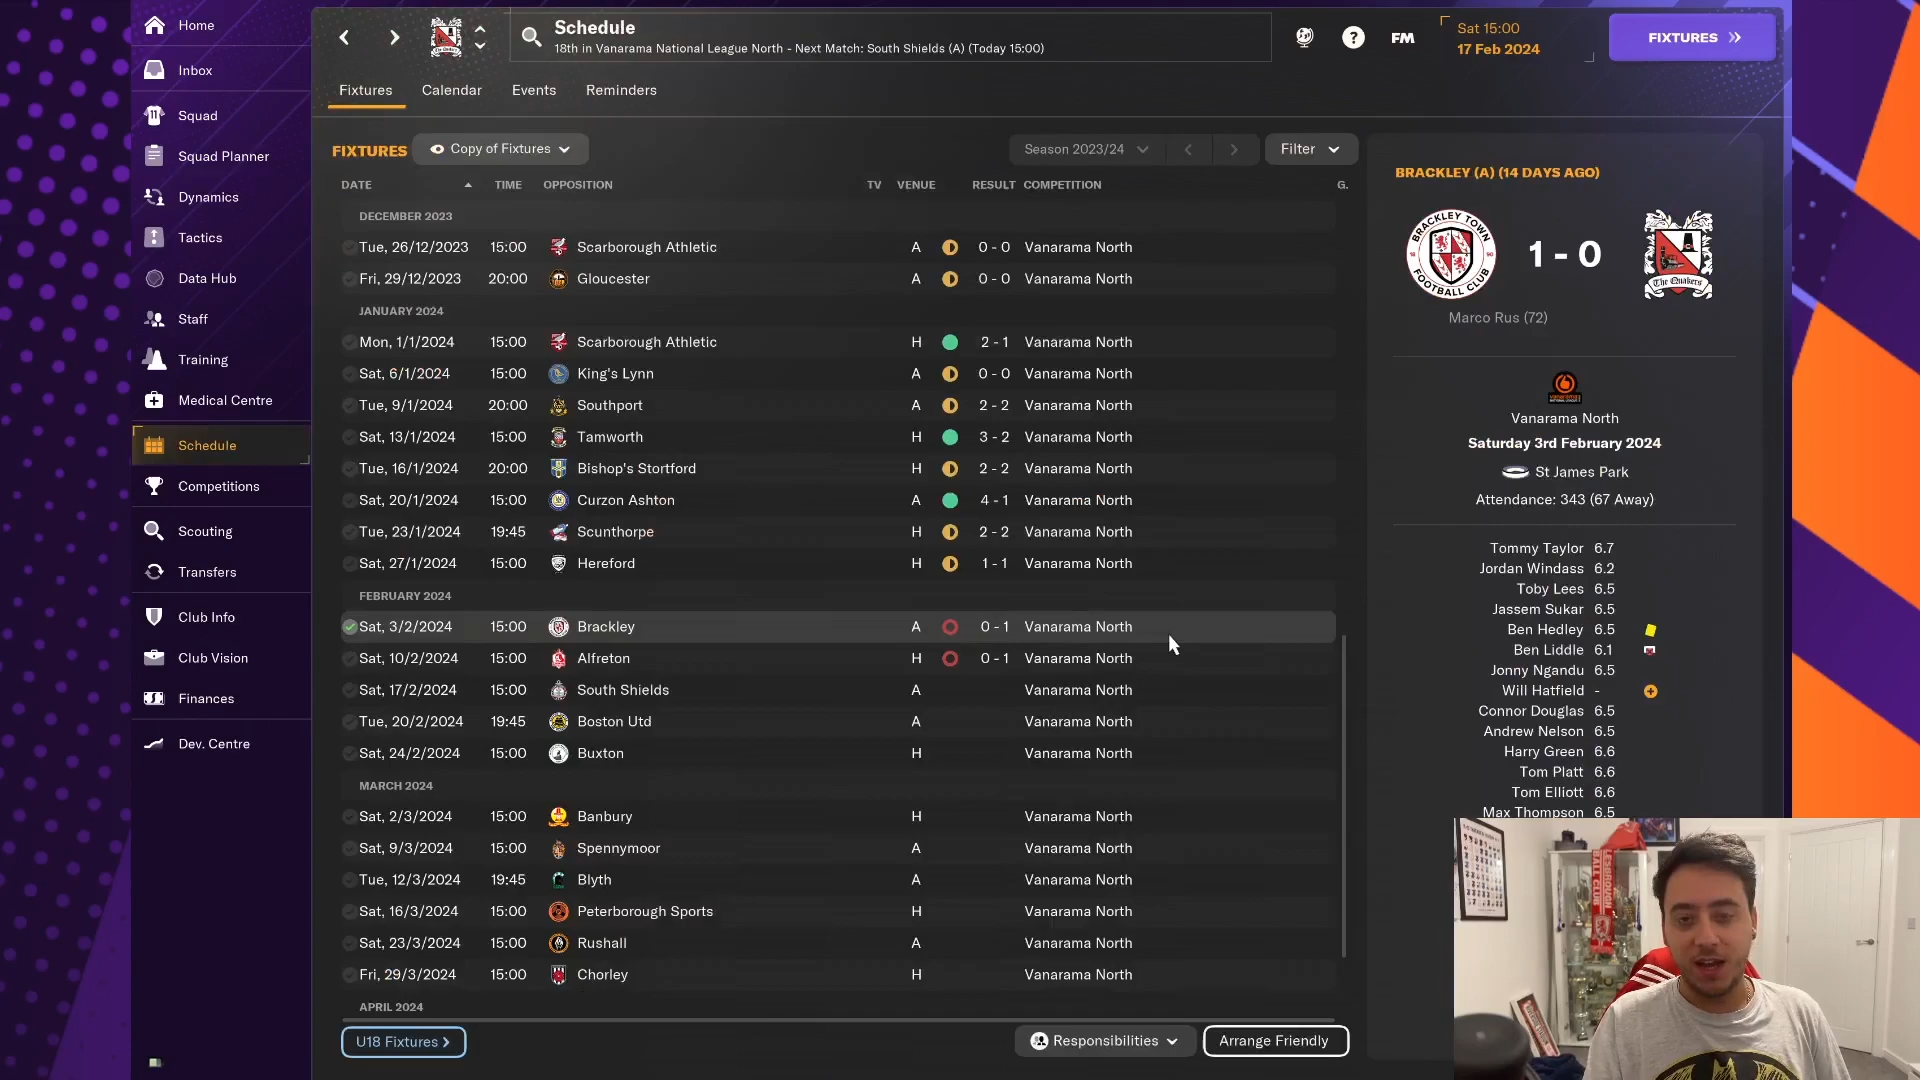 Home
Inbox
Squad
Squad Planner
Dynamics
Tactics
Data Hub
Staff
Training
Medical Centre
Schedule
Competitions
Scouting
Transfers
Club Info
Club Vision
Finances
Dev. Centre
Schedule
18th in Vanarama National League North - Next Match: South Shields (A) (Today 15:00)
FM
Sat 15:00
17 Feb 2024
FIXTURES
Fixtures Calendar Events Reminders
FIXTURES Copy of Fixtures Season 2023/24 Filter
DATE TIME OPPOSITION TV VENUE RESULT COMPETITION G.
DECEMBER 2023
Tue, 26/12/2023 15:00 Scarborough Athletic A 0 - 0 Vanarama North
Fri, 29/12/2023 20:00 Gloucester A 0 - 0 Vanarama North
JANUARY 2024
Mon, 1/1/2024 15:00 Scarborough Athletic H 2 - 1 Vanarama North
Sat, 6/1/2024 15:00 King's Lynn A 0 - 0 Vanarama North
Tue, 9/1/2024 20:00 Southport A 2 - 2 Vanarama North
Sat, 13/1/2024 15:00 Tamworth H 3 - 2 Vanarama North
Tue, 16/1/2024 20:00 Bishop's Stortford H 2 - 2 Vanarama North
Sat, 20/1/2024 15:00 Curzon Ashton A 4 - 1 Vanarama North
Tue, 23/1/2024 19:45 Scunthorpe H 2 - 2 Vanarama North
Sat, 27/1/2024 15:00 Hereford H 1 - 1 Vanarama North
FEBRUARY 2024
Sat, 3/2/2024 15:00 Brackley A 0 - 1 Vanarama North
Sat, 10/2/2024 15:00 Alfreton H 0 - 1 Vanarama North
Sat, 17/2/2024 15:00 South Shields A Vanarama North
Tue, 20/2/2024 19:45 Boston Utd A Vanarama North
Sat, 24/2/2024 15:00 Buxton H Vanarama North
MARCH 2024
Sat, 2/3/2024 15:00 Banbury H Vanarama North
Sat, 9/3/2024 15:00 Spennymoor A Vanarama North
Tue, 12/3/2024 19:45 Blyth A Vanarama North
Sat, 16/3/2024 15:00 Peterborough Sports H Vanarama North
Sat, 23/3/2024 15:00 Rushall A Vanarama North
Fri, 29/3/2024 15:00 Chorley H Vanarama North
APRIL 2024
U18 Fixtures Responsibilities Arrange Friendly
BRACKLEY (A) (14 DAYS AGO)
BRACKLEY TOWN
FOOTBALL CLUB
1 - 0
The Quakers
Marco Rus (72)
Vanarama North
Saturday 3rd February 2024
St James Park
Attendance: 343 (67 Away)
Tommy Taylor 6.7
Jordan Windass 6.2
Toby Lees 6.5
Jassem Sukar 6.5
Ben Hedley 6.5
Ben Liddle 6.1
Jonny Ngandu 6.5
Will Hatfield -
Connor Douglas 6.5
Andrew Nelson 6.5
Harry Green 6.6
Tom Platt 6.6
Tom Elliott 6.6
Max Thompson 6.5